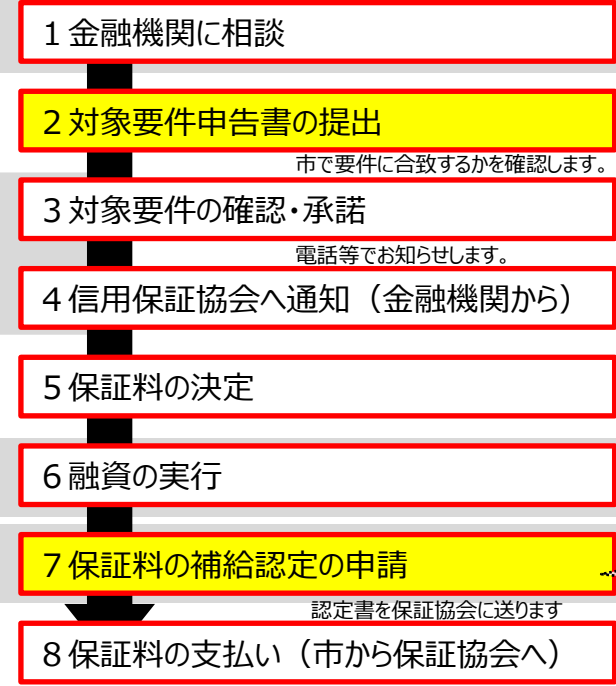 1金融機関に相談
2対象要件申告書の提出
市で要件に合致するかを確認します。
3対象要件の確認・承諾
電話等でお知らせします。
4信用保証協会へ通知（金融機関から）
5保証料の決定
6融資の実行
7保証料の補給認定の申請
認定書を保証協会に送ります
8保証料の支払い（市から保証協会へ）